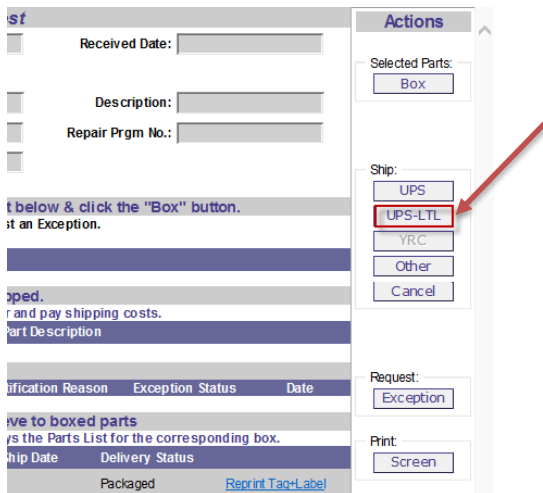 est
Actions
Received Date:
Selected Parts:
Box
Description:
Repair Prgm No.:
Ship:
UPS
t below & click the "Box" button.
UPS-LTL
st an Exception.
YRC
Other
pped.
Cancel
r and pay shipping costs.
Part Description
Request:
tification Reason Exception Status Date
Exception
eve to boxed parts
ys the Parts List for the corresponding box.
Print:
Ship Date Delivery Status
Screen
Packaged Reprint Tag+Label